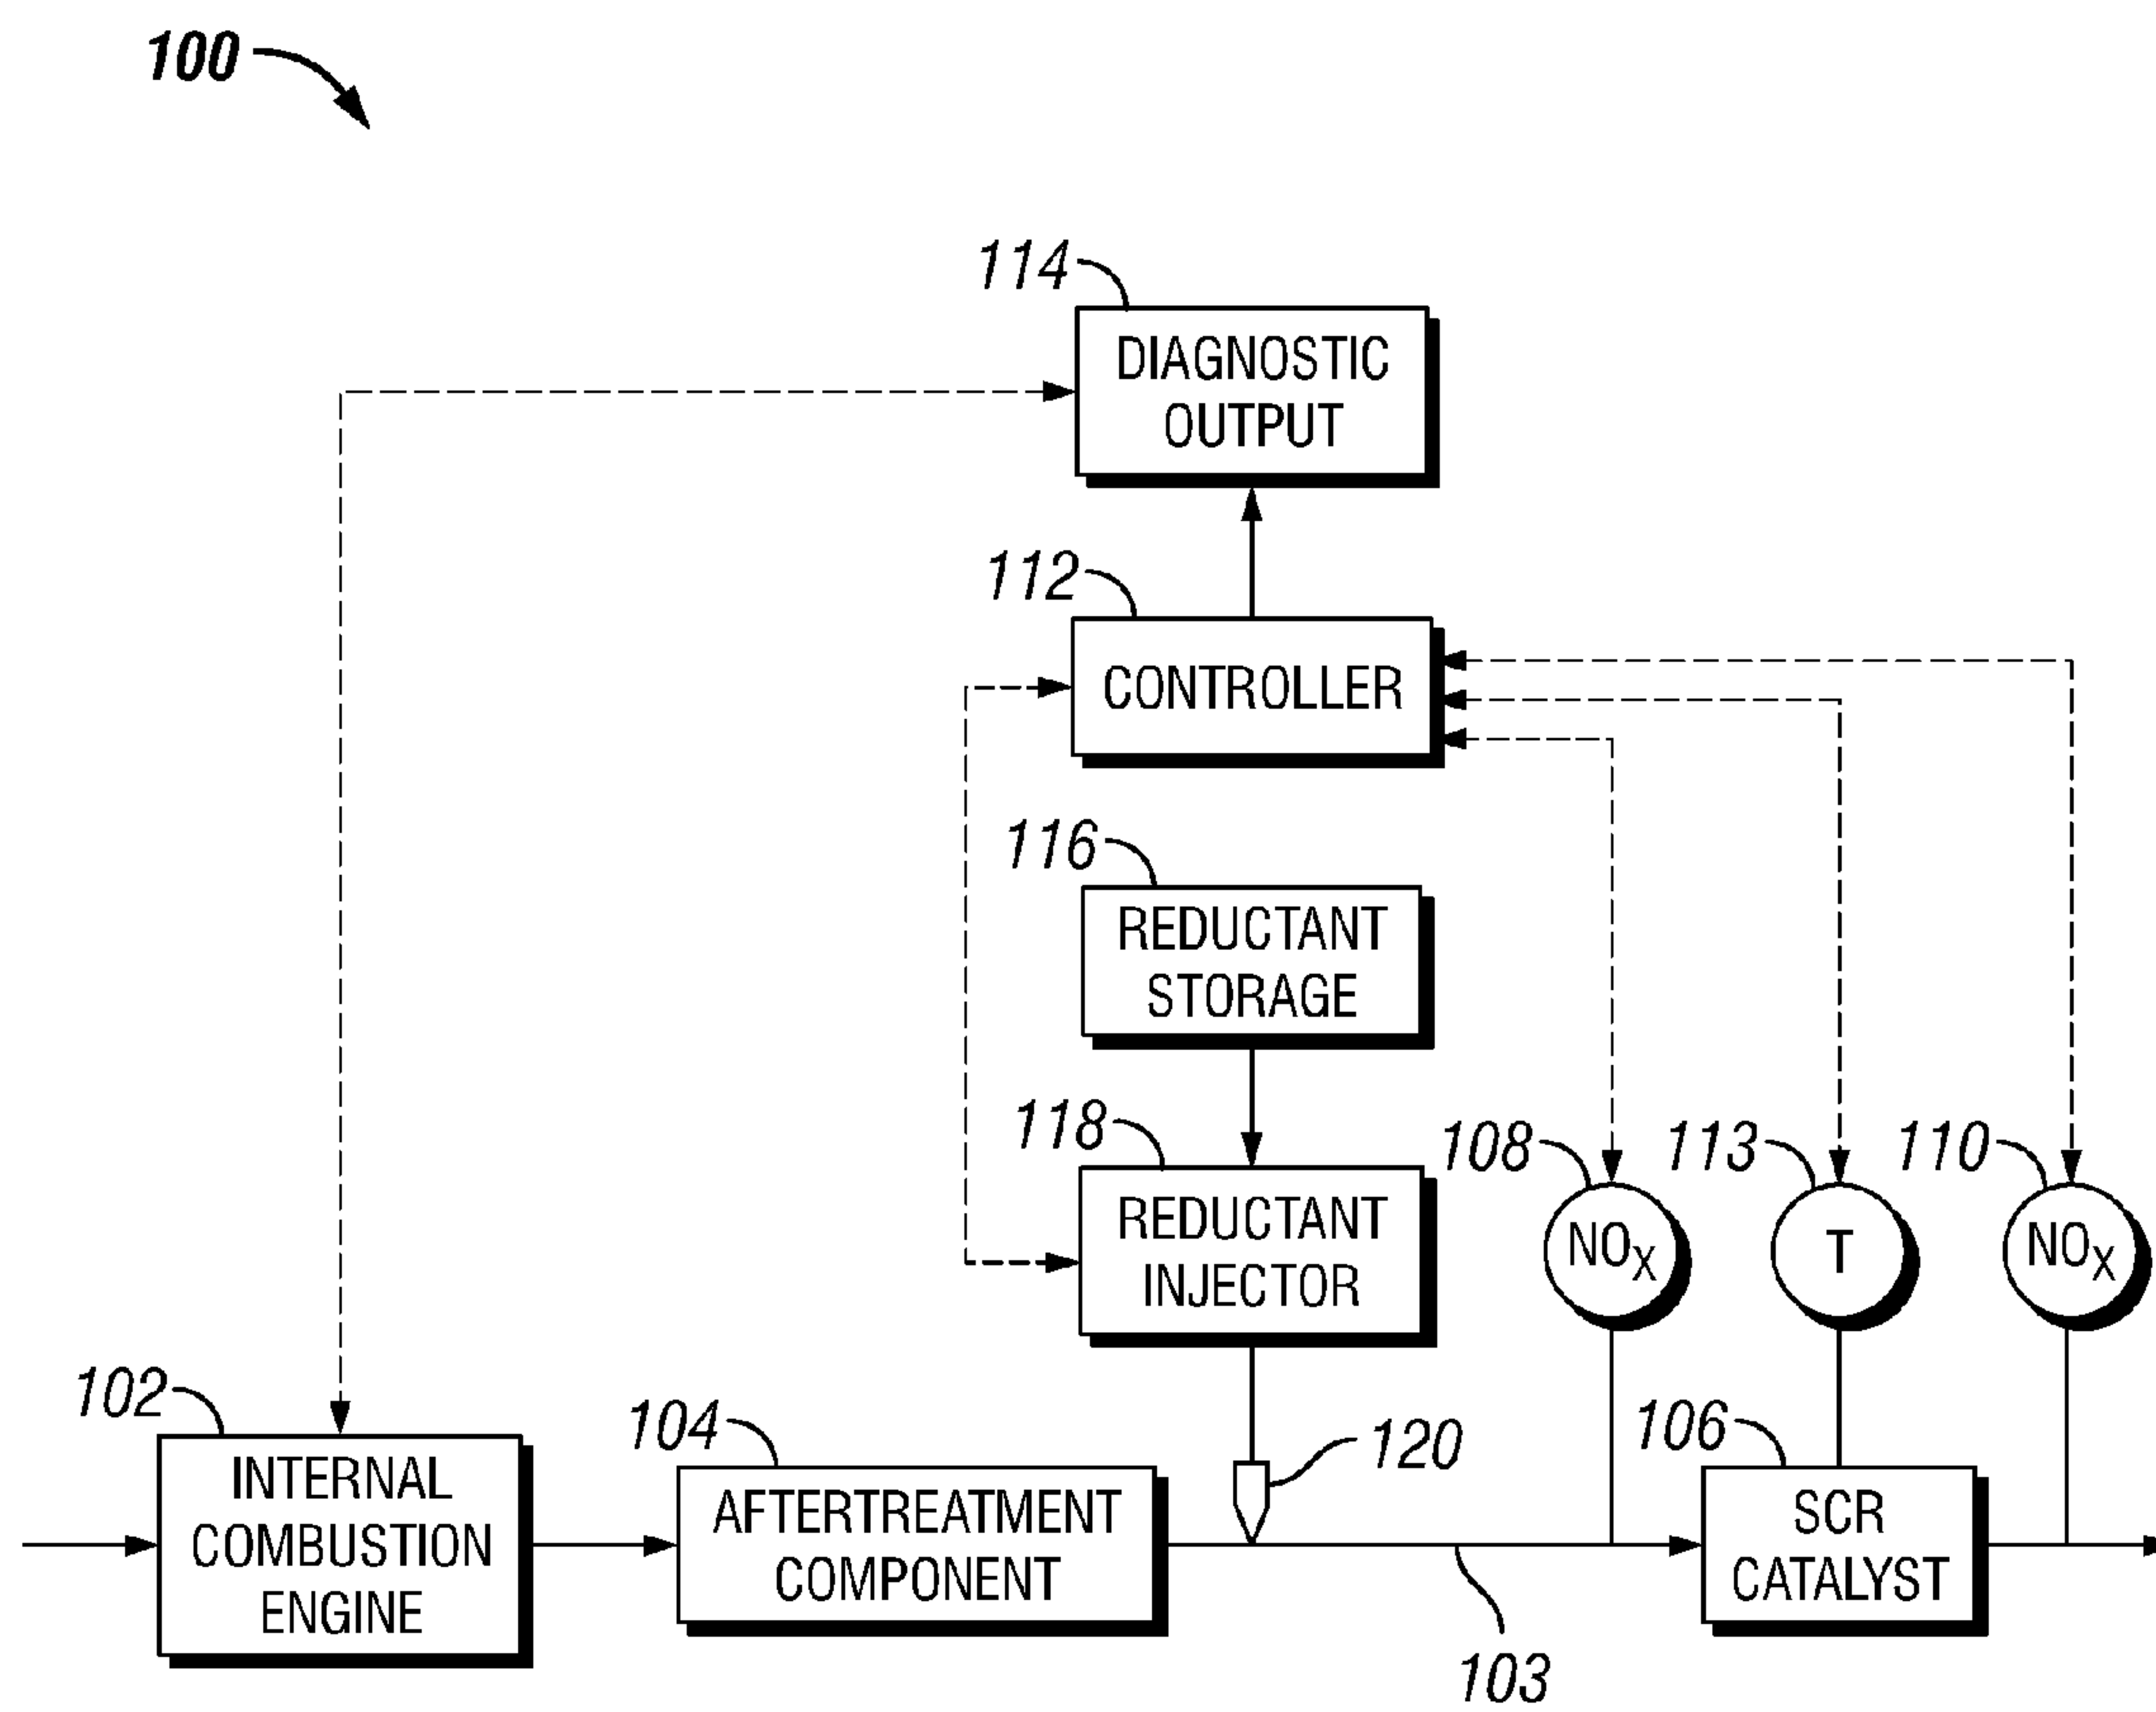 100
114
DIAGNOSTIC
OUTPUT
112
CONTROLLER
116
REDUCTANT
STORAGE
118
REDUCTANT
INJECTOR
108
NOX
113
T
110
NOX
102
INTERNAL
COMBUSTION
ENGINE
104
AFTERTREATMENT
COMPONENT
120
106
SCR
CATALYST
103